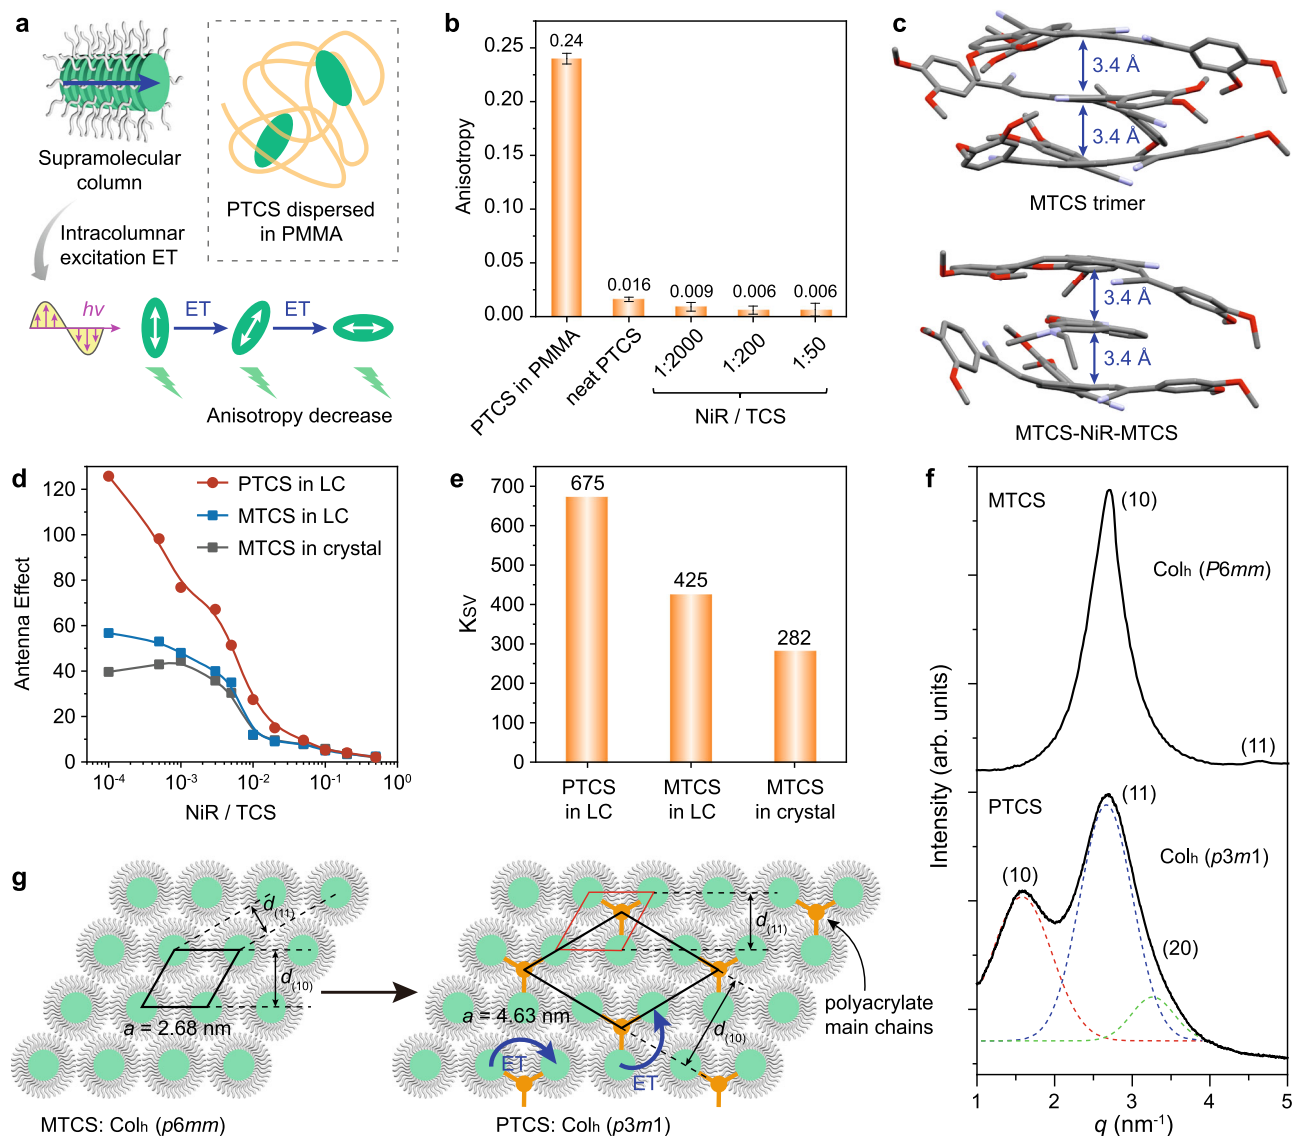 a
Supramolecular
column
PTCS dispersed
in PMMA
Intracolumnar
excitation ET
hv
ET
ET
Anisotropy decrease
b
Anisotropy
0.25
0.20
0.15
0.10
0.05
0.00
0.24
0.016
0.009
0.006
0.006
PTCS in PMMA
neat PTCS
1:2000
1:200
1:50
NiR / TCS
c
3.4 Å
3.4 Å
MTCS trimer
3.4 Å
3.4 Å
MTCS-NiR-MTCS
d
Antenna Effect
120
100
80
60
40
20
0
PTCS in LC
MTCS in LC
MTCS in crystal
10⁻⁴
10⁻³
10⁻²
10⁻¹
10⁰
NiR / TCS
e
Ksv
700
600
500
400
300
200
100
0
675
425
282
PTCS
in LC
MTCS
in LC
MTCS
in crystal
f
Intensity (arb. units)
MTCS
(10)
Colh (P6mm)
(11)
PTCS
(11)
Colh (p3m1)
(10)
(20)
1
2
3
4
5
q (nm⁻¹)
g
d(11)
d(10)
a = 2.68 nm
MTCS: Colh (p6mm)
d(11)
a = 4.63 nm
d(10)
ET
ET
polyacrylate
main chains
PTCS: Colh (p3m1)